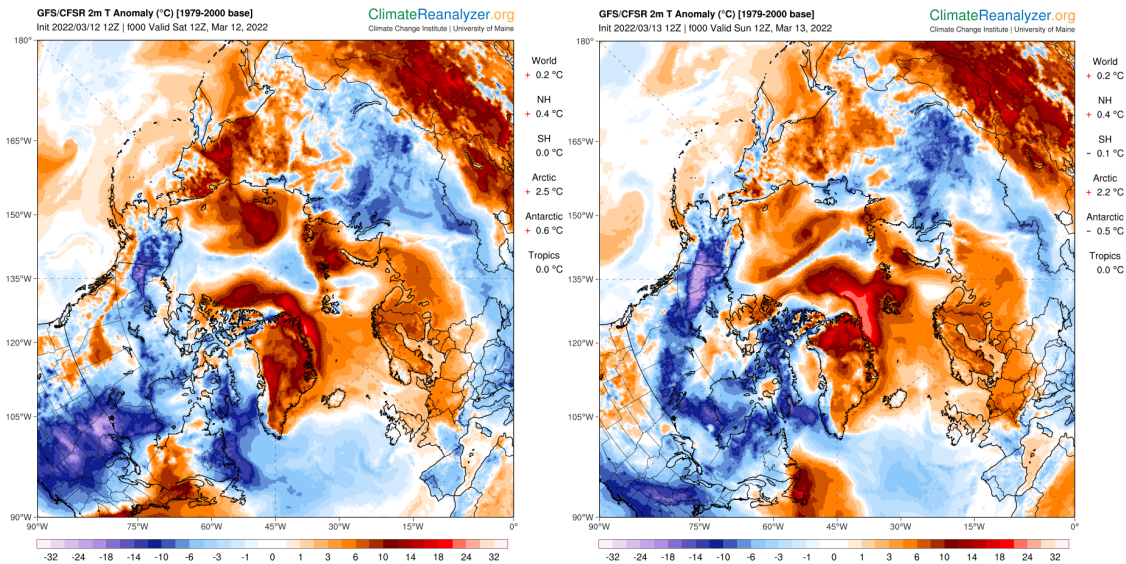 GFS/CFSR 2m T Anomaly (°C) [1979-2000 base]
Init 2022/03/12 12Z | f000 Valid Sat 12Z, Mar 12, 2022
ClimateReanalyzer.org
Climate Change Institute | University of Maine
180°
165°W
150°W
135°W
120°W
105°W
90°W
90°W
75°W
60°W
45°W
30°W
15°W
0°
World
+ 0.2 °C
NH
+ 0.4 °C
SH
0.0 °C
Arctic
+ 2.5 °C
Antarctic
+ 0.6 °C
Tropics
0.0 °C
-32 -24 -18 -14 -10 -6 -3 -1 0 1 3 6 10 14 18 24 32
GFS/CFSR 2m T Anomaly (°C) [1979-2000 base]
Init 2022/03/13 12Z | f000 Valid Sun 12Z, Mar 13, 2022
ClimateReanalyzer.org
Climate Change Institute | University of Maine
180°
165°W
150°W
135°W
120°W
105°W
90°W
90°W
75°W
60°W
45°W
30°W
15°W
0°
World
+ 0.2 °C
NH
+ 0.4 °C
SH
- 0.1 °C
Arctic
+ 2.2 °C
Antarctic
- 0.5 °C
Tropics
0.0 °C
-32 -24 -18 -14 -10 -6 -3 -1 0 1 3 6 10 14 18 24 32